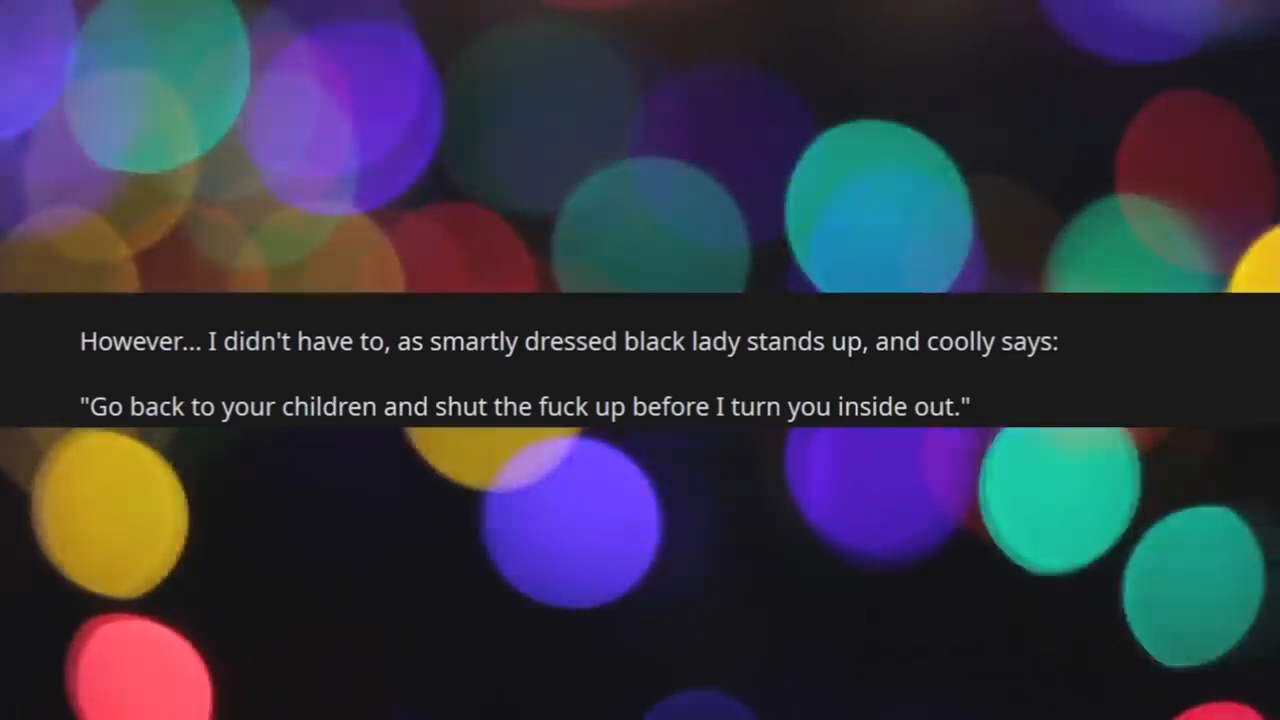 However... I didn't have to, as smartly dressed black lady stands up, and coolly says:
"Go back to your children and shut the fuck up before I turn you inside out."